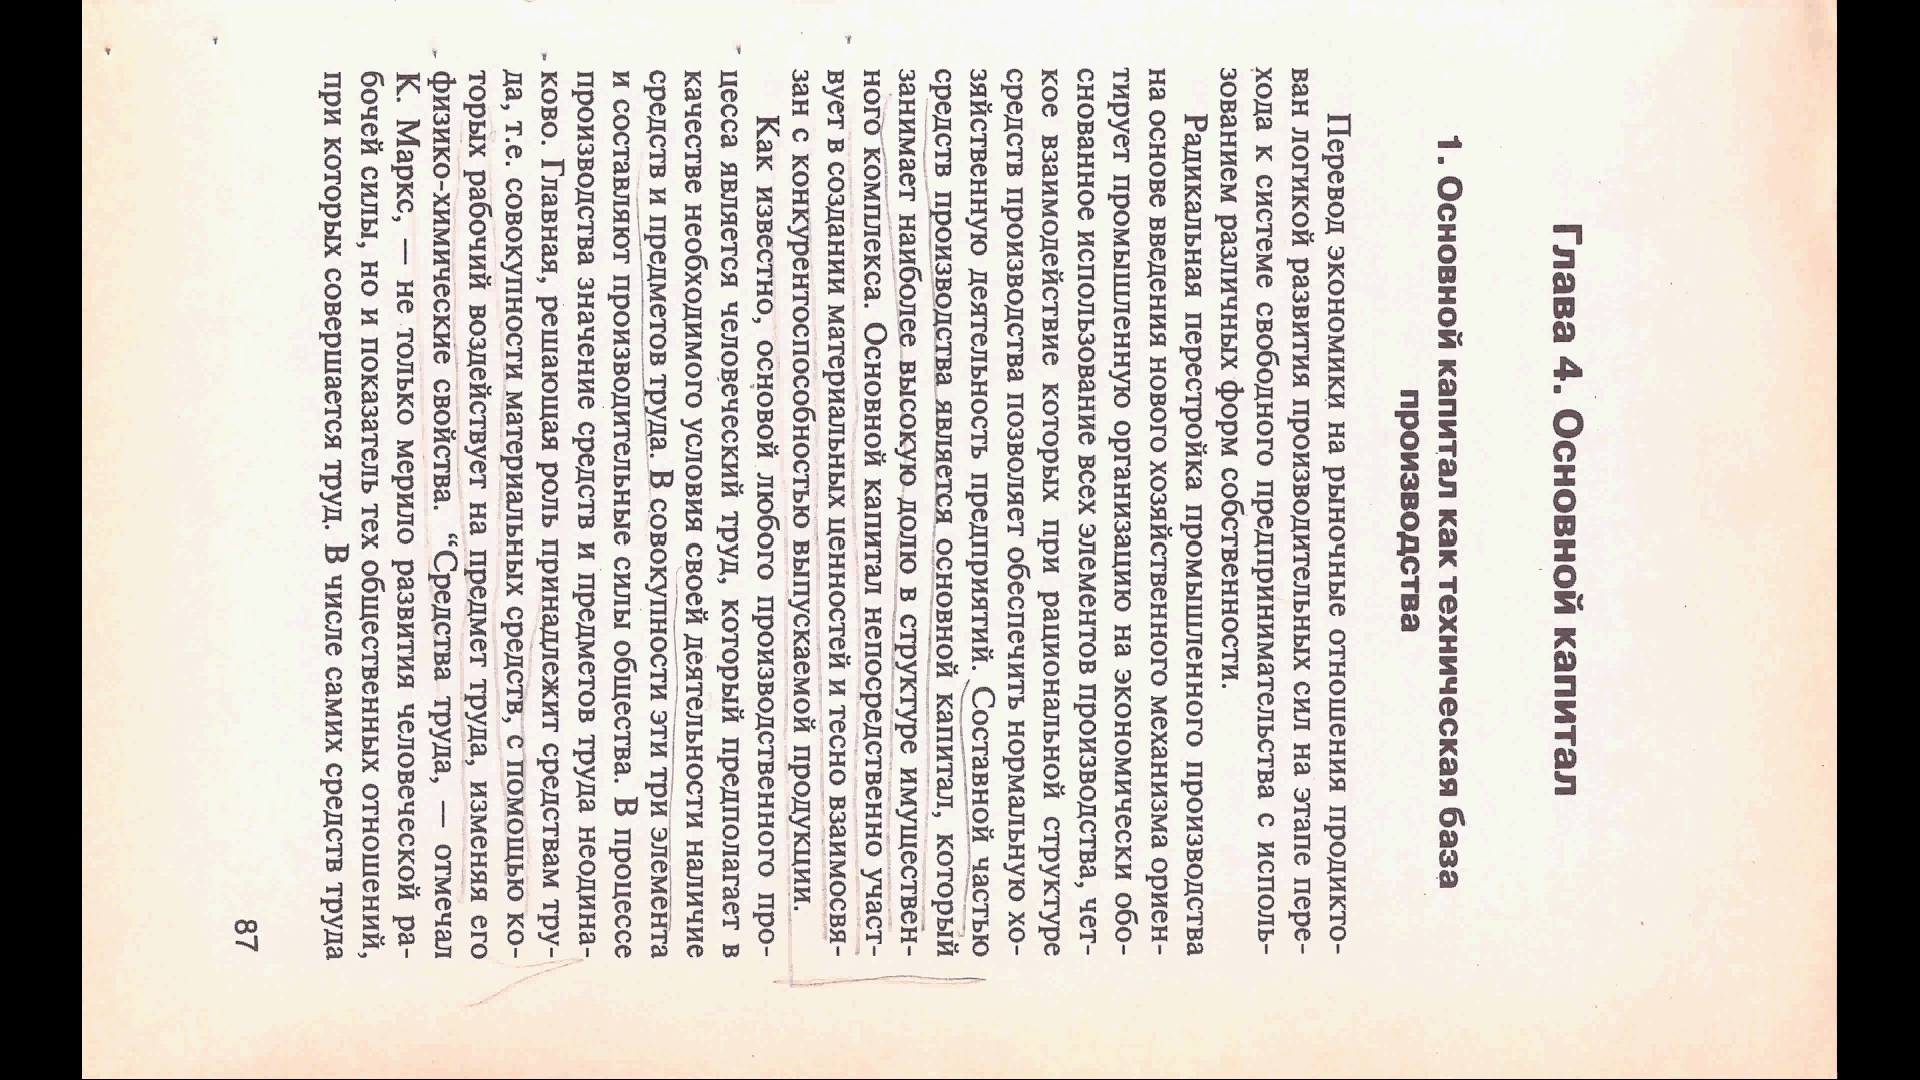 Глава 4. Основной капитал
1. Основной капитал как техническая база
производства
Перевод экономики на рыночные отношения продикто-
ван логикой развития производительных сил на этапе пере-
хода к системе свободного предпринимательства с исполь-
зованием различных форм собственности.
Радикальная перестройка промышленного производства
на основе введения нового хозяйственного механизма ориен-
тирует промышленную организацию на экономически обо-
снованное использование всех элементов производства, чет-
кое взаимодействие которых при рациональной структуре
средств производства позволяет обеспечить нормальную хо-
зяйственную деятельность предприятий. Составной частью
средств производства является основной капитал, который
занимает наиболее высокую долю в структуре имуществен-
ного комплекса. Основной капитал непосредственно участ-
вует в создании материальных ценностей и тесно взаимосвя-
зан с конкурентоспособностью выпускаемой продукции.
Как известно, основой любого производственного про-
цесса является человеческий труд, который предполагает в
качестве необходимого условия своей деятельности наличие
средств и предметов труда. В совокупности эти три элемента
и составляют производительные силы общества. В процессе
производства значение средств и предметов труда неодина-
ково. Главная, решающая роль принадлежит средствам тру-
да, т.е. совокупности материальных средств, с помощью ко-
торых рабочий воздействует на предмет труда, изменяя его
физико-химические свойства. “Средства труда, — отмечал
К. Маркс, — не только мерило развития человеческой ра-
бочей силы, но и показатель тех общественных отношений,
при которых совершается труд. В числе самих средств труда
87